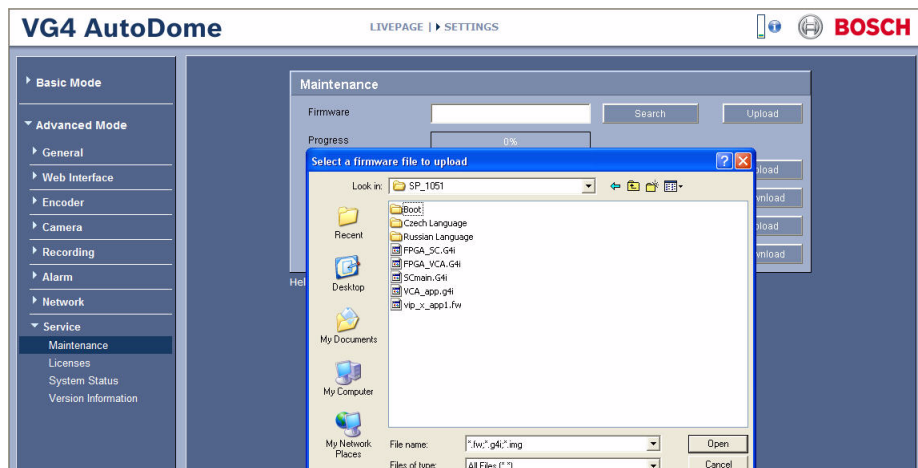 VG4 AutoDome
LIVEPAGE | SETTINGS
BOSCH
Basic Mode
Advanced Mode
General
Web Interface
Encoder
Camera
Recording
Alarm
Network
Service
Maintenance
Licenses
System Status
Version Information
Maintenance
Firmware
Search
Upload
Progress
0%
Select a firmware file to upload
Look in:
SP_1051
Recent
Desktop
My Documents
My Computer
My Network
Places
Boot
Czech Language
Russian Language
FPGA_SC.G4i
FPGA_VCA.G4i
SCmain.G4i
VCA_app.g4i
vip_x_app1.fw
File name:
*.fw;*.g4i;*.img
Open
Files of type:
All Files (*.*)
Cancel